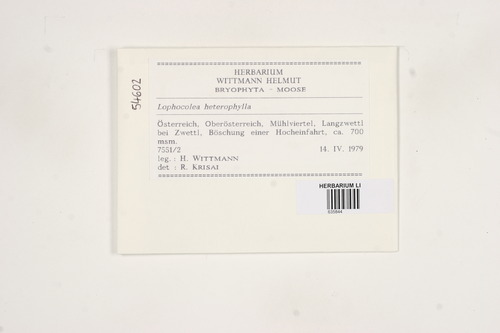 54602
HERBARIUM
WITTMANN HELMUT
BRYOPHYTA - MOOSE
Lophocolea heterophylla
Österreich, Oberösterreich, Mühlviertel, Langzwettl
bei Zwettl, Böschung einer Hocheinfahrt, ca. 700
msm.
7551/2 14. IV. 1979
leg. : H. WITTMANN
det : R. KRISAI
HERBARIUM LI